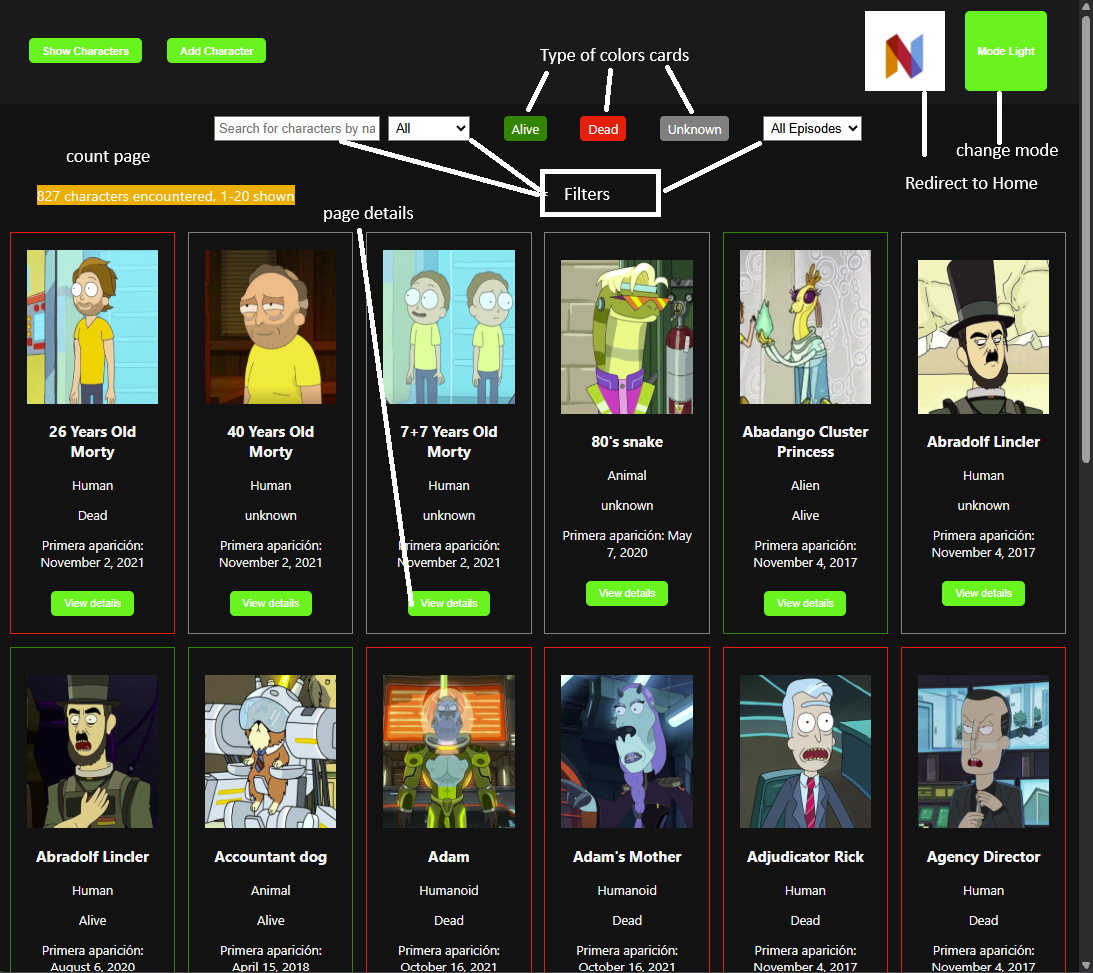 Show Characters
Add Character
Mode Light
Type of colors cards
Search for characters by na
All
Alive
Dead
Unknown
All Episodes
count page
change mode
Redirect to Home
Filters
827 characters encountered, 1-20 shown
page details
26 Years Old
Morty
Human
Dead
Primera aparición:
November 2, 2021
View details
40 Years Old
Morty
Human
unknown
Primera aparición:
November 2, 2021
View details
7+7 Years Old
Morty
Human
unknown
Primera aparición:
November 2, 2021
View details
80's snake
Animal
unknown
Primera aparición: May
7, 2020
View details
Abadango Cluster
Princess
Alien
Alive
Primera aparición:
November 4, 2017
View details
Abradolf Lincler
Human
unknown
Primera aparición:
November 4, 2017
View details
Abradolf Lincler
Human
Alive
Primera aparición:
August 6, 2020
Accountant dog
Animal
Alive
Primera aparición:
April 15, 2018
Adam
Humanoid
Dead
Primera aparición:
October 16, 2021
Adam's Mother
Humanoid
Dead
Primera aparición:
October 16, 2021
Adjudicator Rick
Human
Dead
Primera aparición:
November 4, 2017
Agency Director
Human
Dead
Primera aparición:
November 4, 2017